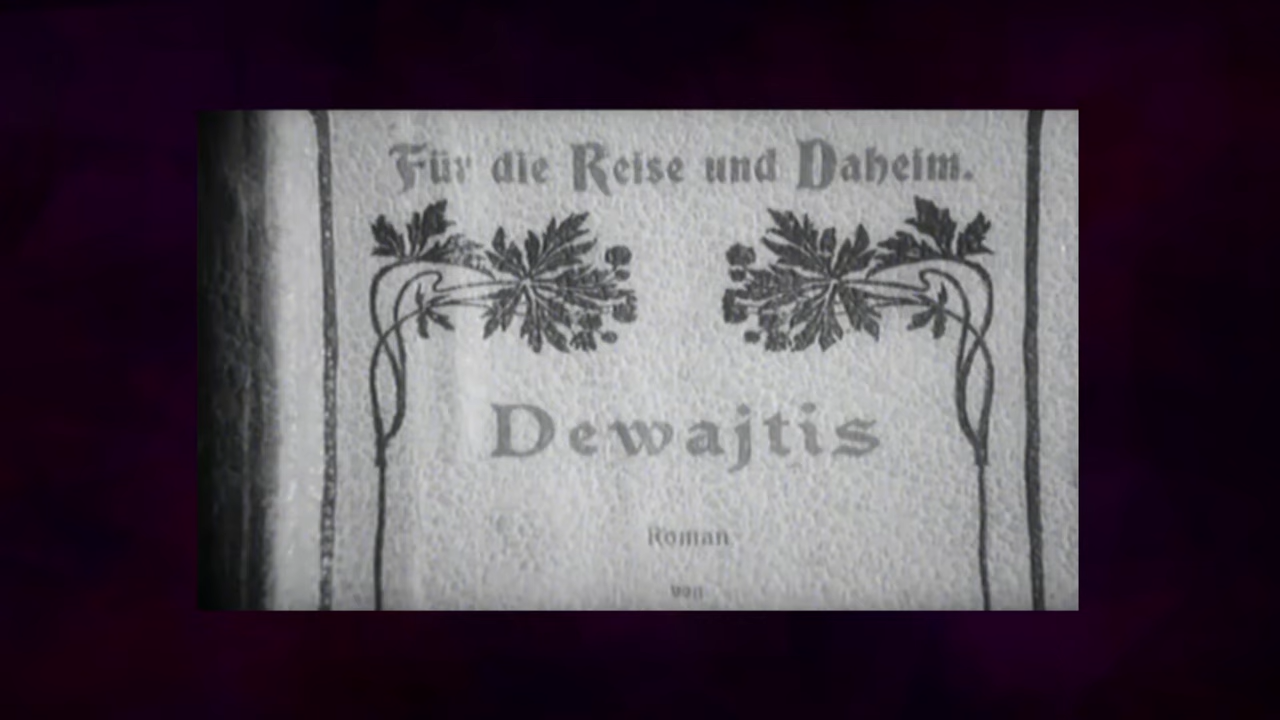 Für die Reise und Daheim.
Dewajtis
Roman
von